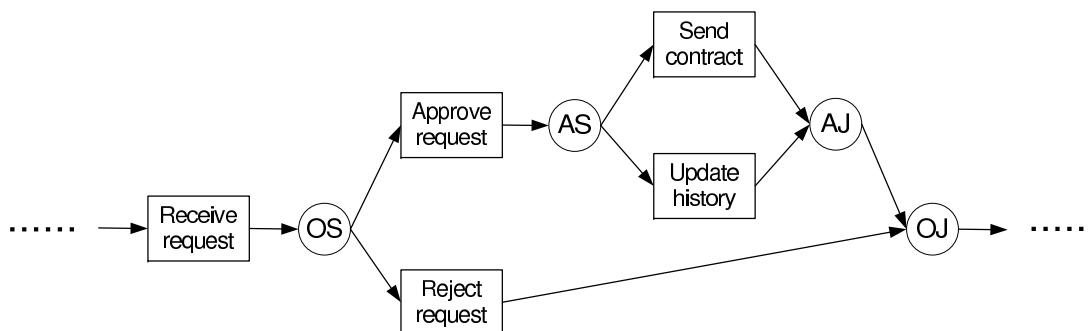 Send
contract
Approve
request
AS
AJ
Update
history
......
Receive
request
OS
OJ
.....
Reject
request